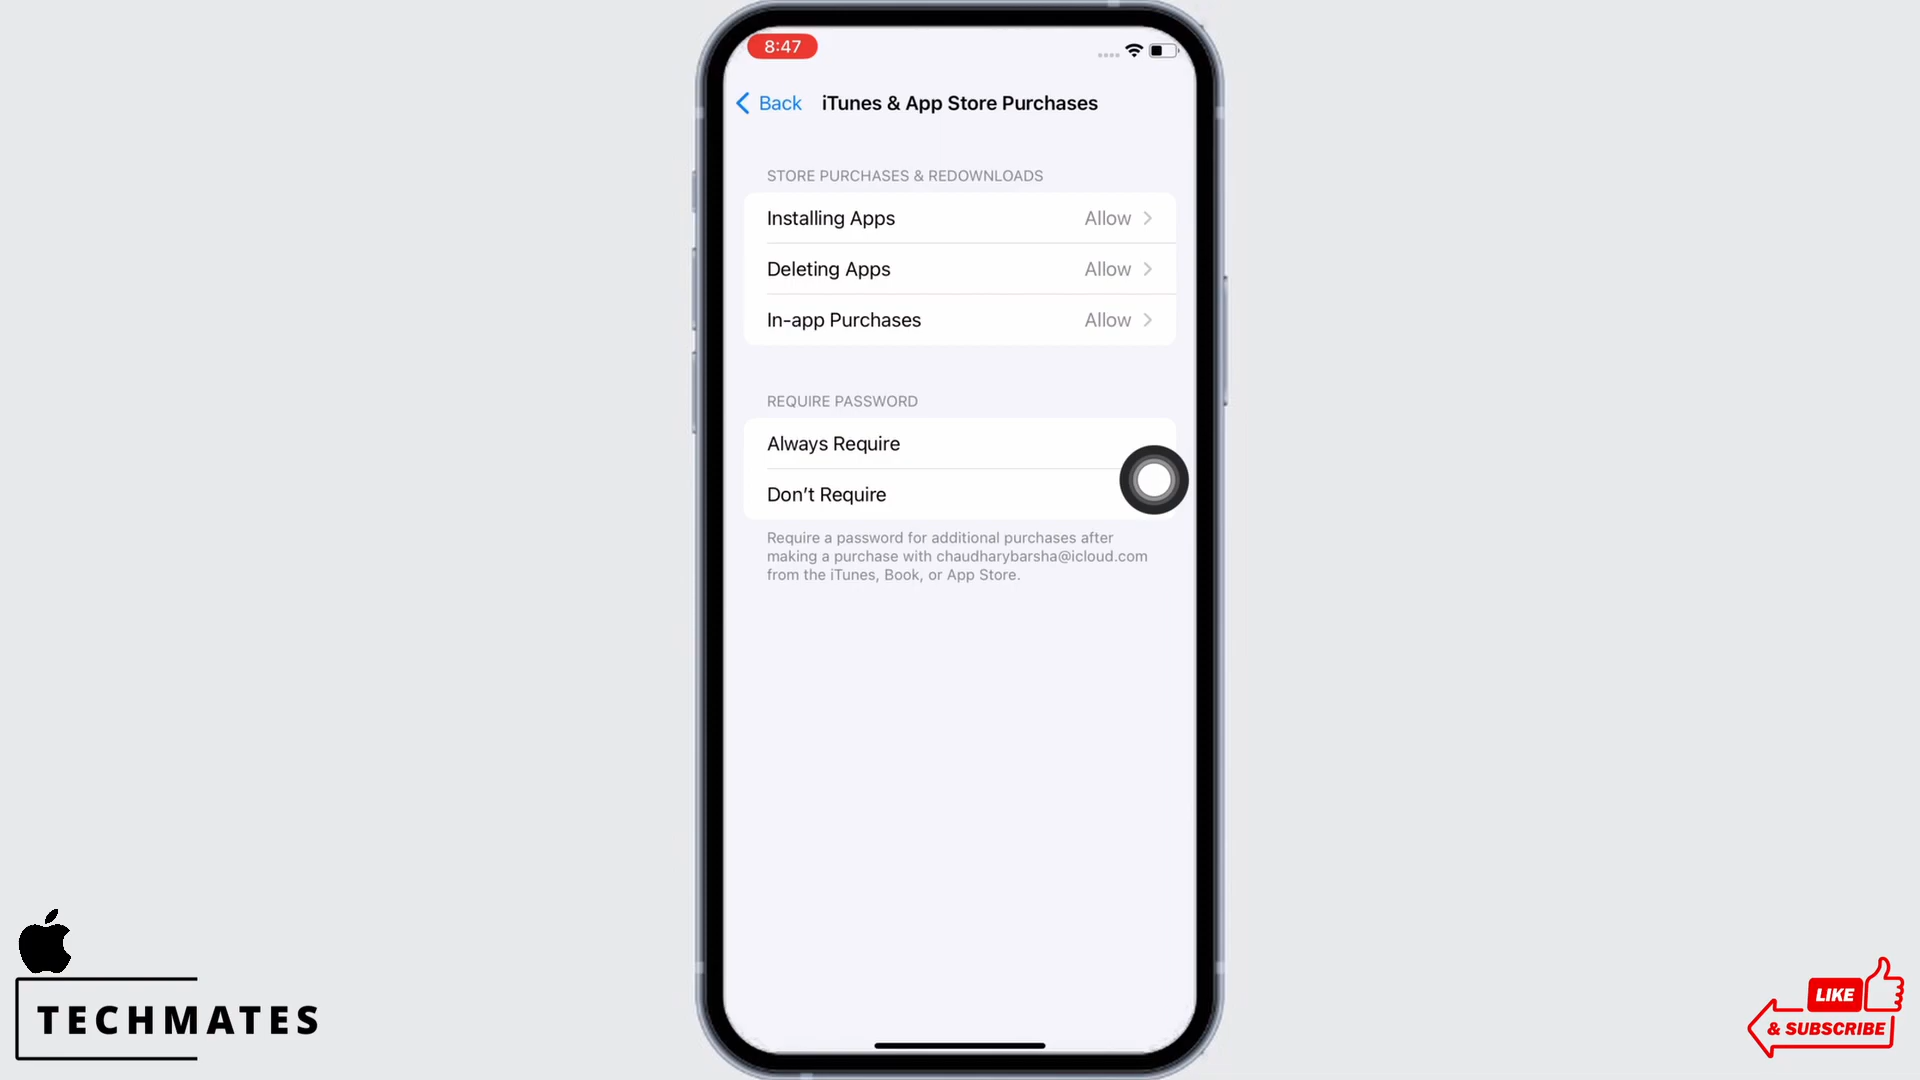 8:47
Back
iTunes & App Store Purchases
STORE PURCHASES & REDOWNLOADS
Installing Apps Allow
Deleting Apps Allow
In-app Purchases Allow
REQUIRE PASSWORD
Always Require
Don’t Require
Require a password for additional purchases after
making a purchase with chaudharybarsha@icloud.com
from the iTunes, Book, or App Store.
TECHMATES
LIKE
& SUBSCRIBE